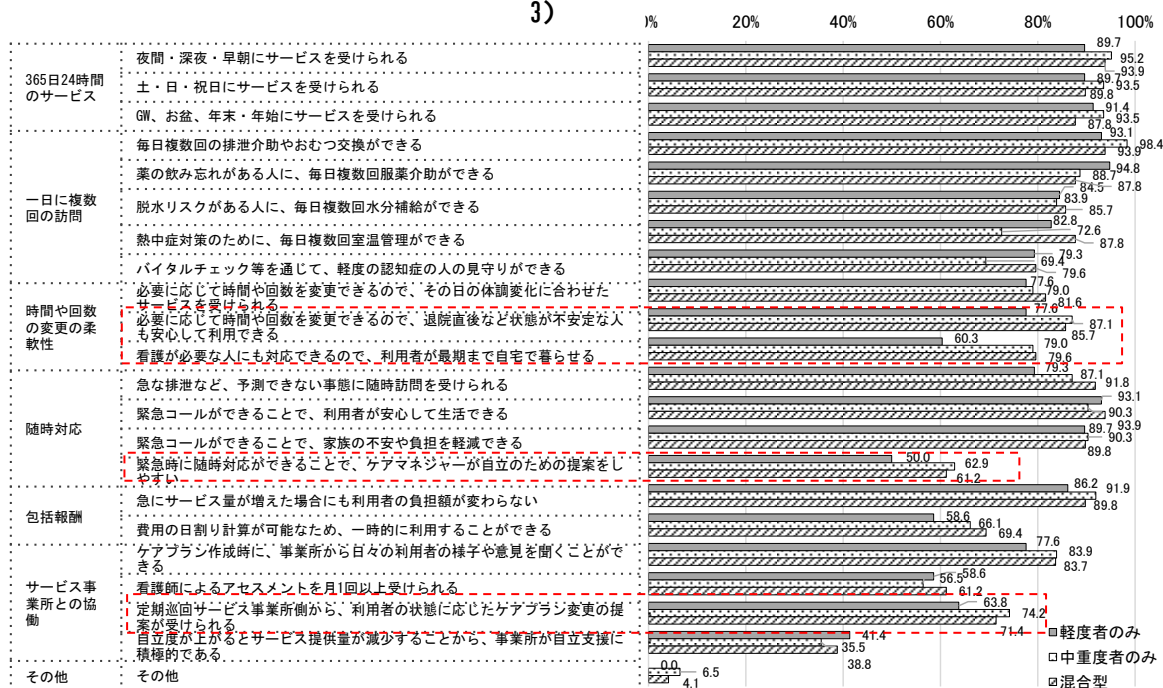 3)
)% 20% 40% 60% 80% 100%
365日24時間
のサービス
夜間・深夜・早朝にサービスを受けられる
89.7
95.2
93.9
土・日・祝日にサービスを受けられる
89.7
93.5
89.8
GW、お盆、年末・年始にサービスを受けられる
91.4
93.5
87.8
一日に複数
回の訪問
毎日複数回の排泄介助やおむつ交換ができる
93.1
98.4
93.9
薬の飲み忘れがある人に、毎日複数回服薬介助ができる
94.8
88.7
87.8
脱水リスクがある人に、毎日複数回水分補給ができる
84.5
83.9
85.7
熱中症対策のために、毎日複数回室温管理ができる
82.8
72.6
87.8
バイタルチェック等を通じて、軽度の認知症の人の見守りができる
79.3
69.4
79.6
時間や回数
の変更の柔
軟性
必要に応じて時間や回数を変更できるので、その日の体調変化に合わせた
サービスを受けられる
77.6
79.0
81.6
必要に応じて時間や回数を変更できるので、退院直後など状態が不安定な人
も安心して利用できる
77.6
87.1
85.7
看護が必要な人にも対応できるので、利用者が最期まで自宅で暮らせる
60.3
79.0
79.6
随時対応
急な排泄など、予測できない事態に随時訪問を受けられる
79.3
87.1
91.8
緊急コールができることで、利用者が安心して生活できる
93.1
90.3
93.9
緊急コールができることで、家族の不安や負担を軽減できる
89.7
90.3
89.8
緊急時に随時対応ができることで、ケアマネジャーが自立のための提案をし
やすい
50.0
62.9
61.2
包括報酬
急にサービス量が増えた場合にも利用者の負担額が変わらない
86.2
91.9
89.8
費用の日割り計算が可能なため、一時的に利用することができる
58.6
66.1
69.4
サービス事
業所との協
働
ケアプラン作成時に、事業所から日々の利用者の様子や意見を聞くことがで
きる
77.6
83.9
83.7
看護師によるアセスメントを月1回以上受けられる
58.6
56.5
61.2
定期巡回サービス事業所側から、利用者の状態に応じたケアプラン変更の提
案が受けられる
63.8
74.2
71.4
自立度が上がるとサービス提供量が減少することから、事業所が自立支援に
積極的である
41.4
35.5
38.8
その他
その他
0.0
6.5
4.1
軽度者のみ
中重度者のみ
混合型